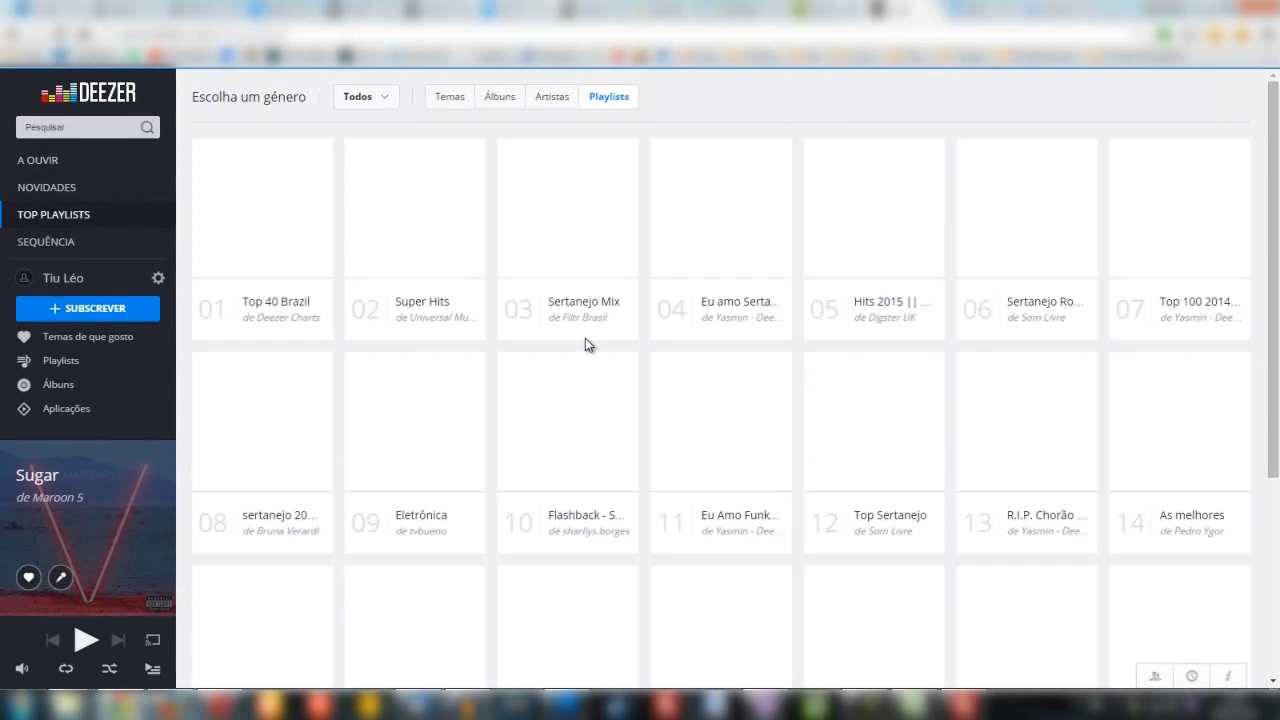 DEEZER
Pesquisar
A OUVIR
NOVIDADES
TOP PLAYLISTS
SEQUÊNCIA
Tiu Léo
+ SUBSCREVER
Temas de que gosto
Playlists
Álbuns
Aplicações
Sugar
de Maroon 5
Escolha um género : Todos
Temas Álbuns Artistas Playlists
01 Top 40 Brazil
de Deezer Charts
02 Super Hits
de Universal Mu...
03 Sertanejo Mix
de Filtr Brasil
04 Eu amo Serta...
de Yasmin - Dee...
05 Hits 2015 || ...
de Digster UK
06 Sertanejo Ro...
de Som Livre
07 Top 100 2014...
de Yasmin - Dee...
08 sertanejo 20...
de Bruna Verardi
09 Eletrônica
de tvbueno
10 Flashback - S...
de sharllys.borges
11 Eu Amo Funk...
de Yasmin - Dee...
12 Top Sertanejo
de Som Livre
13 R.I.P. Chorão ...
de Yasmin - Dee...
14 As melhores
de Pedro Ygor